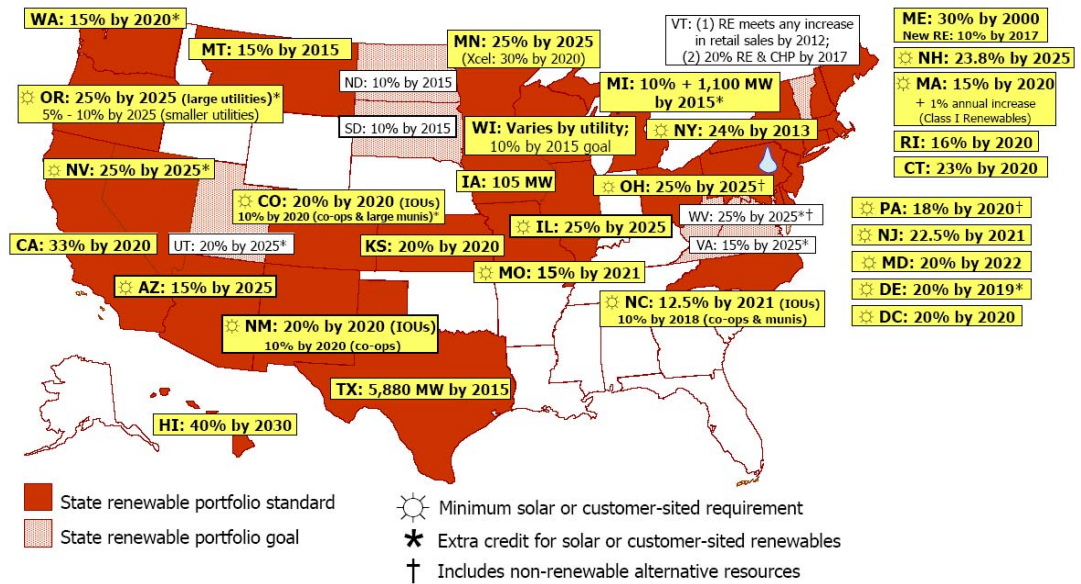 WA: 15% by 2020*
MT: 15% by 2015
MN: 25% by 2025
(Xcel: 30% by 2020)
VT: (1) RE meets any increase
in retail sales by 2012;
(2) 20% RE & CHP by 2017
ME: 30% by 2000
New RE: 10% by 2017
☼ NH: 23.8% by 2025
☼ MA: 15% by 2020
+ 1% annual increase
(Class I Renewables)
RI: 16% by 2020
CT: 23% by 2020
ND: 10% by 2015
MI: 10% + 1,100 MW
by 2015*
☼ OR: 25% by 2025 (large utilities)*
5% - 10% by 2025 (smaller utilities)
SD: 10% by 2015
WI: Varies by utility;
10% by 2015 goal
☼ NY: 24% by 2013
☼ NV: 25% by 2025*
IA: 105 MW
☼ OH: 25% by 2025†
☼ CO: 20% by 2020 (IOUs)
10% by 2020 (co-ops & large munis)*
WV: 25% by 2025*†
☼ IL: 25% by 2025
☼ PA: 18% by 2020†
☼ NJ: 22.5% by 2021
☼ MD: 20% by 2022
☼ DE: 20% by 2019*
☼ DC: 20% by 2020
CA: 33% by 2020
UT: 20% by 2025*
KS: 20% by 2020
VA: 15% by 2025*
☼ MO: 15% by 2021
☼ AZ: 15% by 2025
☼ NC: 12.5% by 2021 (IOUs)
10% by 2018 (co-ops & munis)
☼ NM: 20% by 2020 (IOUs)
10% by 2020 (co-ops)
TX: 5,880 MW by 2015
HI: 40% by 2030
State renewable portfolio standard
State renewable portfolio goal
☼ Minimum solar or customer-sited requirement
* Extra credit for solar or customer-sited renewables
† Includes non-renewable alternative resources